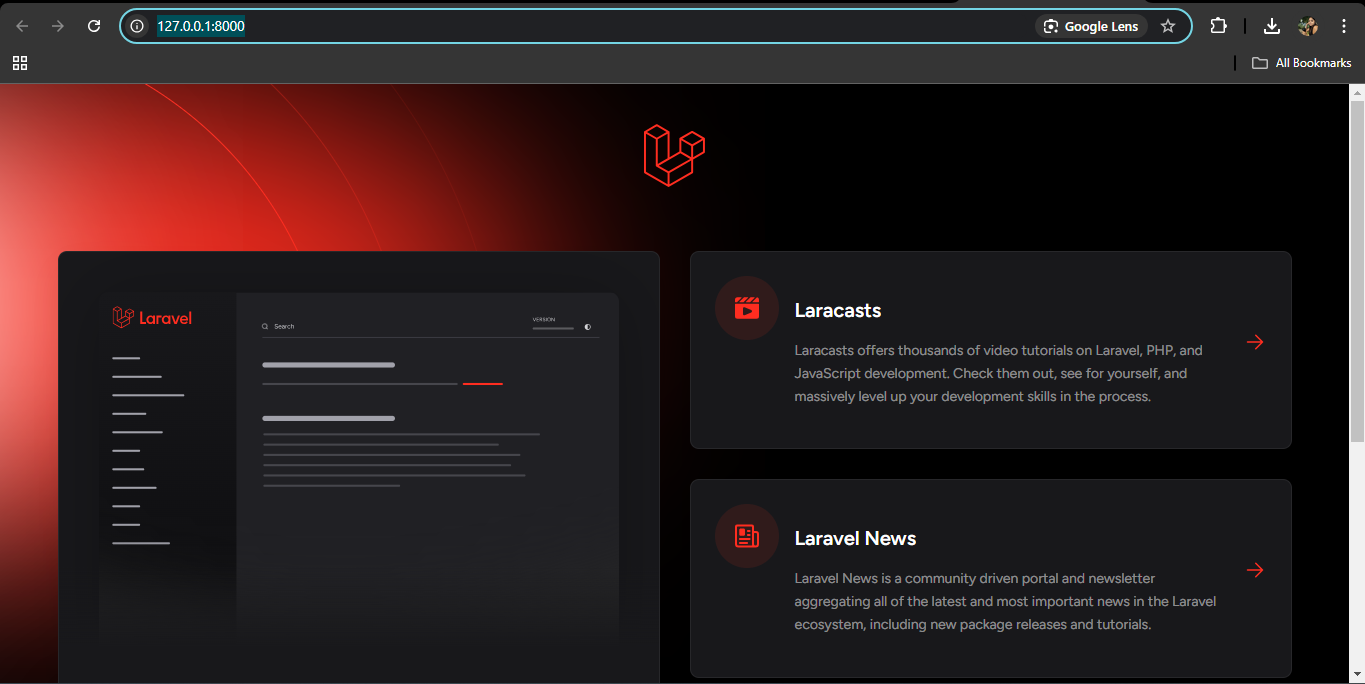 127.0.0.1:8000
Google Lens
All Bookmarks
Laravel
Search
VERSION
Laracasts
Laracasts offers thousands of video tutorials on Laravel, PHP, and
JavaScript development. Check them out, see for yourself, and
massively level up your development skills in the process.
Laravel News
Laravel News is a community driven portal and newsletter
aggregating all of the latest and most important news in the Laravel
ecosystem, including new package releases and tutorials.